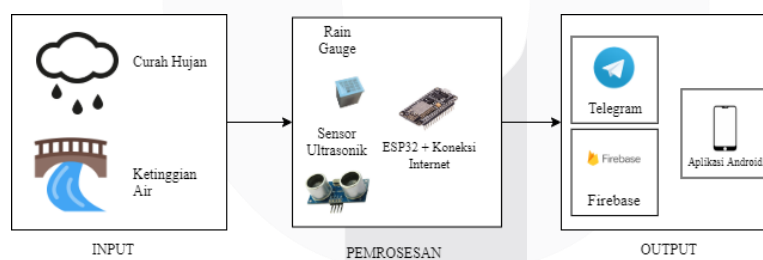 Curah Hujan
Ketinggian
Air
INPUT
Rain
Gauge
Sensor
Ultrasonik
ESP32 + Koneksi
Internet
PEMROSESAN
Telegram
Firebase
Firebase
Aplikasi Android
OUTPUT